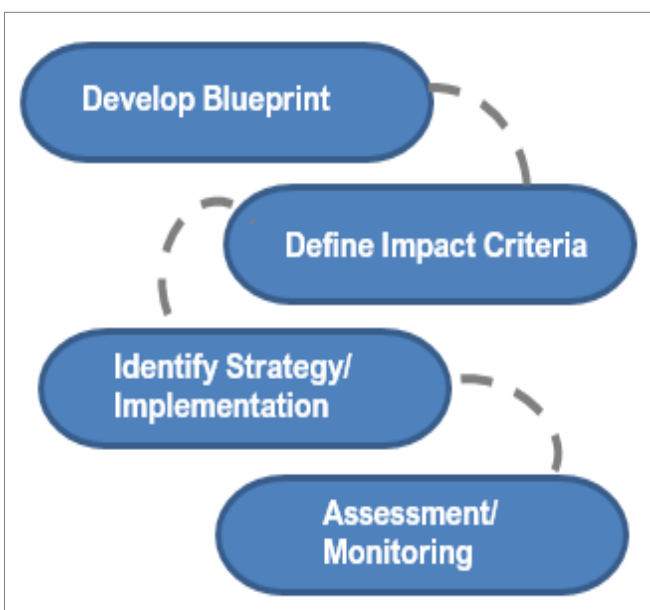 Develop Blueprint
Define Impact Criteria
Identify Strategy/
Implementation
Assessment/
Monitoring